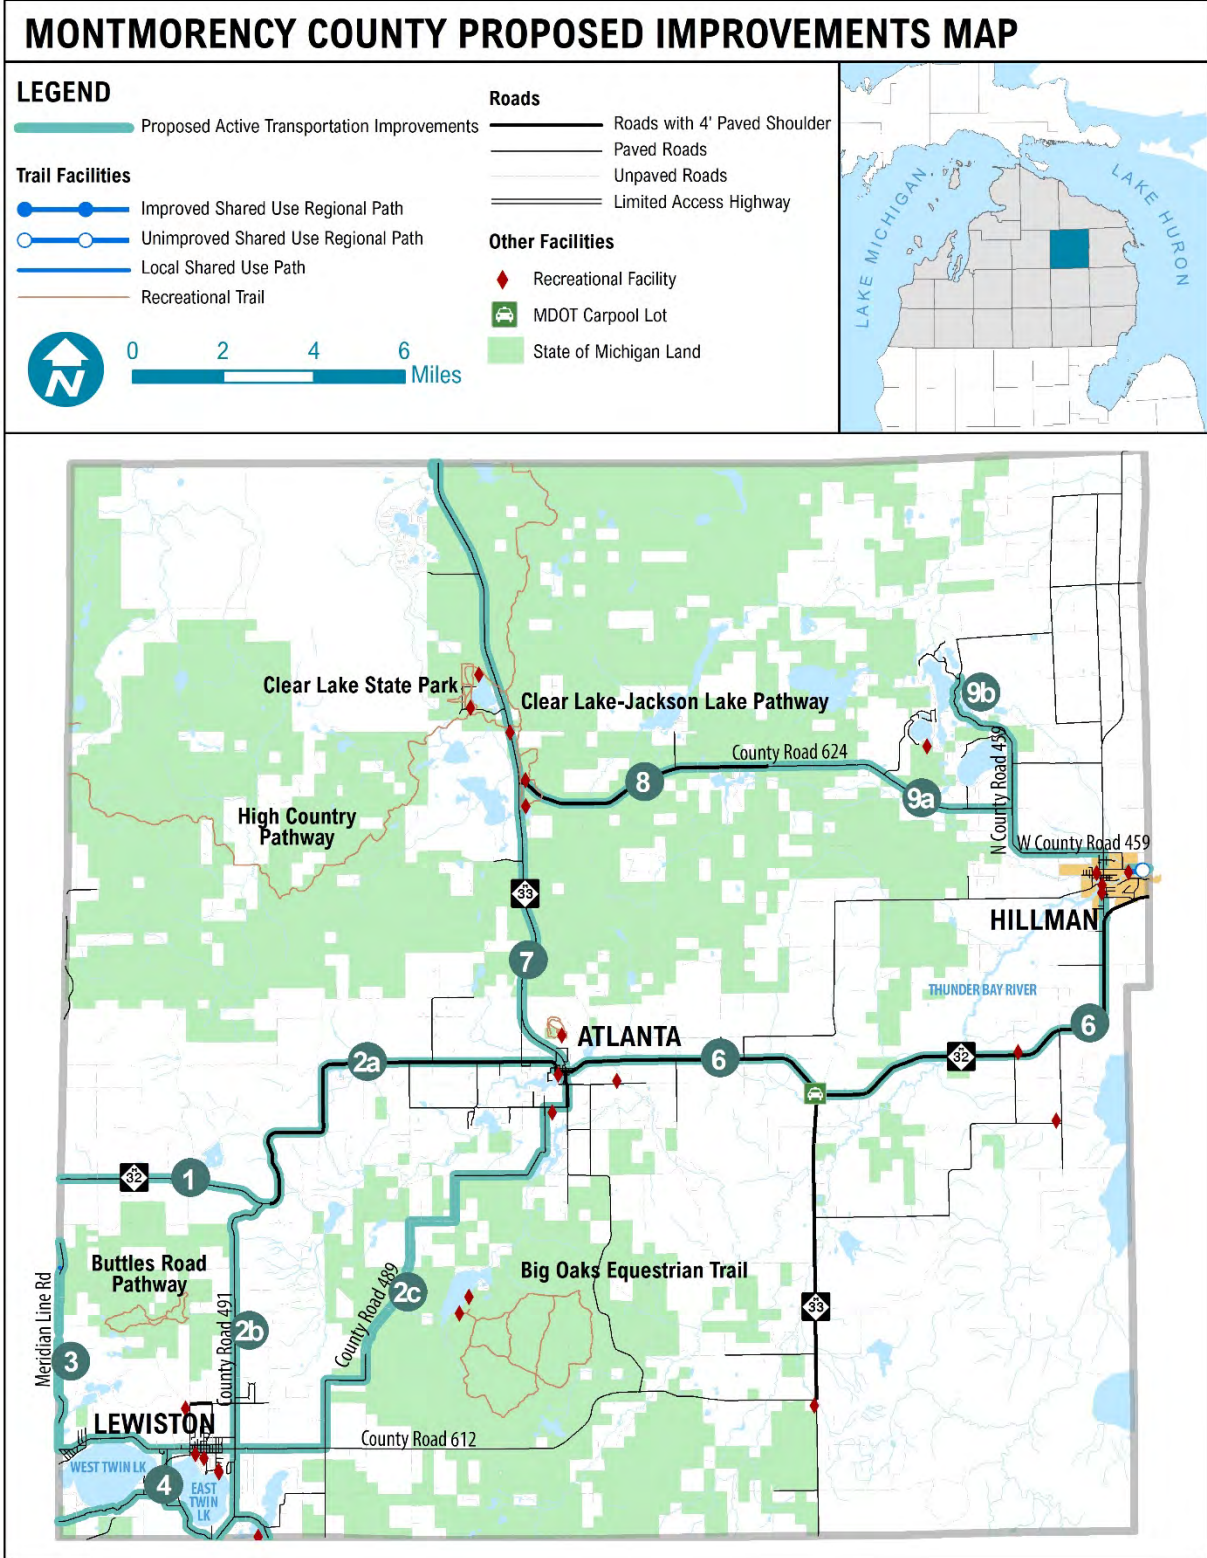 MONTMORENCY COUNTY PROPOSED IMPROVEMENTS MAP
LEGEND
Proposed Active Transportation Improvements
Trail Facilities
Improved Shared Use Regional Path
Unimproved Shared Use Regional Path
Local Shared Use Path
Recreational Trail
N
0 2 4 6
Miles
Roads
Roads with 4' Paved Shoulder
Paved Roads
Unpaved Roads
Limited Access Highway
Other Facilities
Recreational Facility
MDOT Carpool Lot
State of Michigan Land
LAKE MICHIGAN
LAKE HURON
Clear Lake State Park
Clear Lake-Jackson Lake Pathway
9b
County Road 624
N County Road 459
8
9a
High Country
Pathway
W County Road 459
M
33
HILLMAN
7
THUNDER BAY RIVER
ATLANTA
6
2a
6
M
32
M
32
1
Buttles Road
Pathway
Big Oaks Equestrian Trail
County Road 489
2c
M
33
Meridian Line Rd
County Road 491
2b
3
LEWISTON
County Road 612
WEST TWIN LK
4
EAST
TWIN
LK